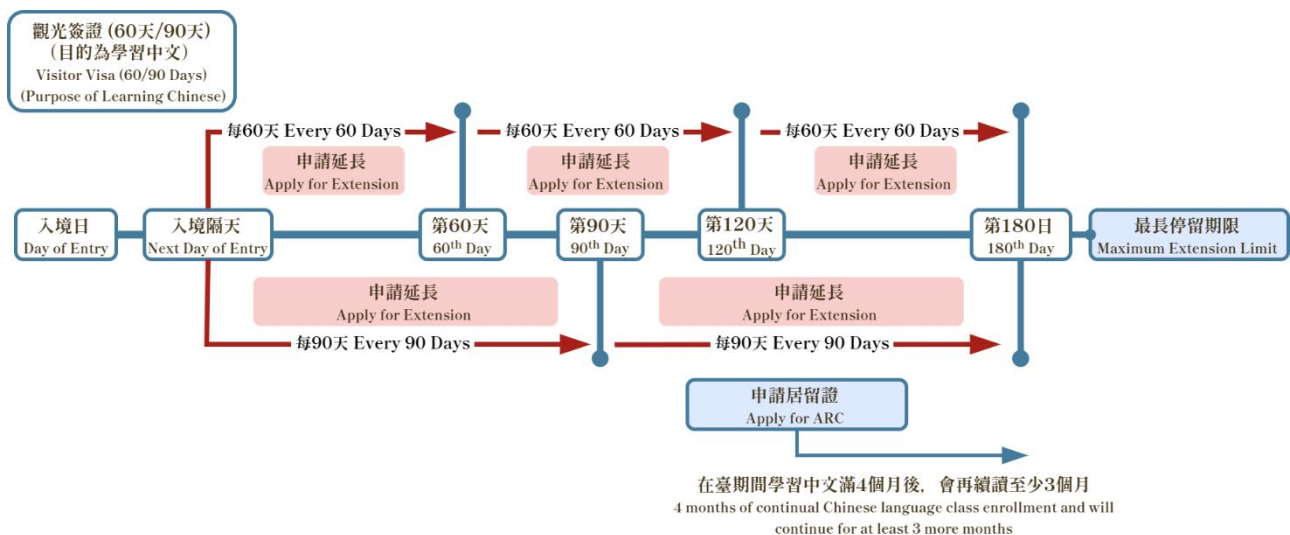 觀光簽證 (60天/90天)
(目的為學習中文)
Visitor Visa (60/90 Days)
(Purpose of Learning Chinese)
每60天 Every 60 Days
每60天 Every 60 Days
每60天 Every 60 Days
申請延長
Apply for Extension
申請延長
Apply for Extension
申請延長
Apply for Extension
入境日
Day of Entry
入境隔天
Next Day of Entry
第60天
60th Day
第90天
90th Day
第120天
120th Day
第180日
180th Day
最長停留期限
Maximum Extension Limit
申請延長
Apply for Extension
申請延長
Apply for Extension
每90天 Every 90 Days
每90天 Every 90 Days
申請居留證
Apply for ARC
在臺期間學習中文滿4個月後，會再續讀至少3個月
4 months of continual Chinese language class enrollment and will
continue for at least 3 more months